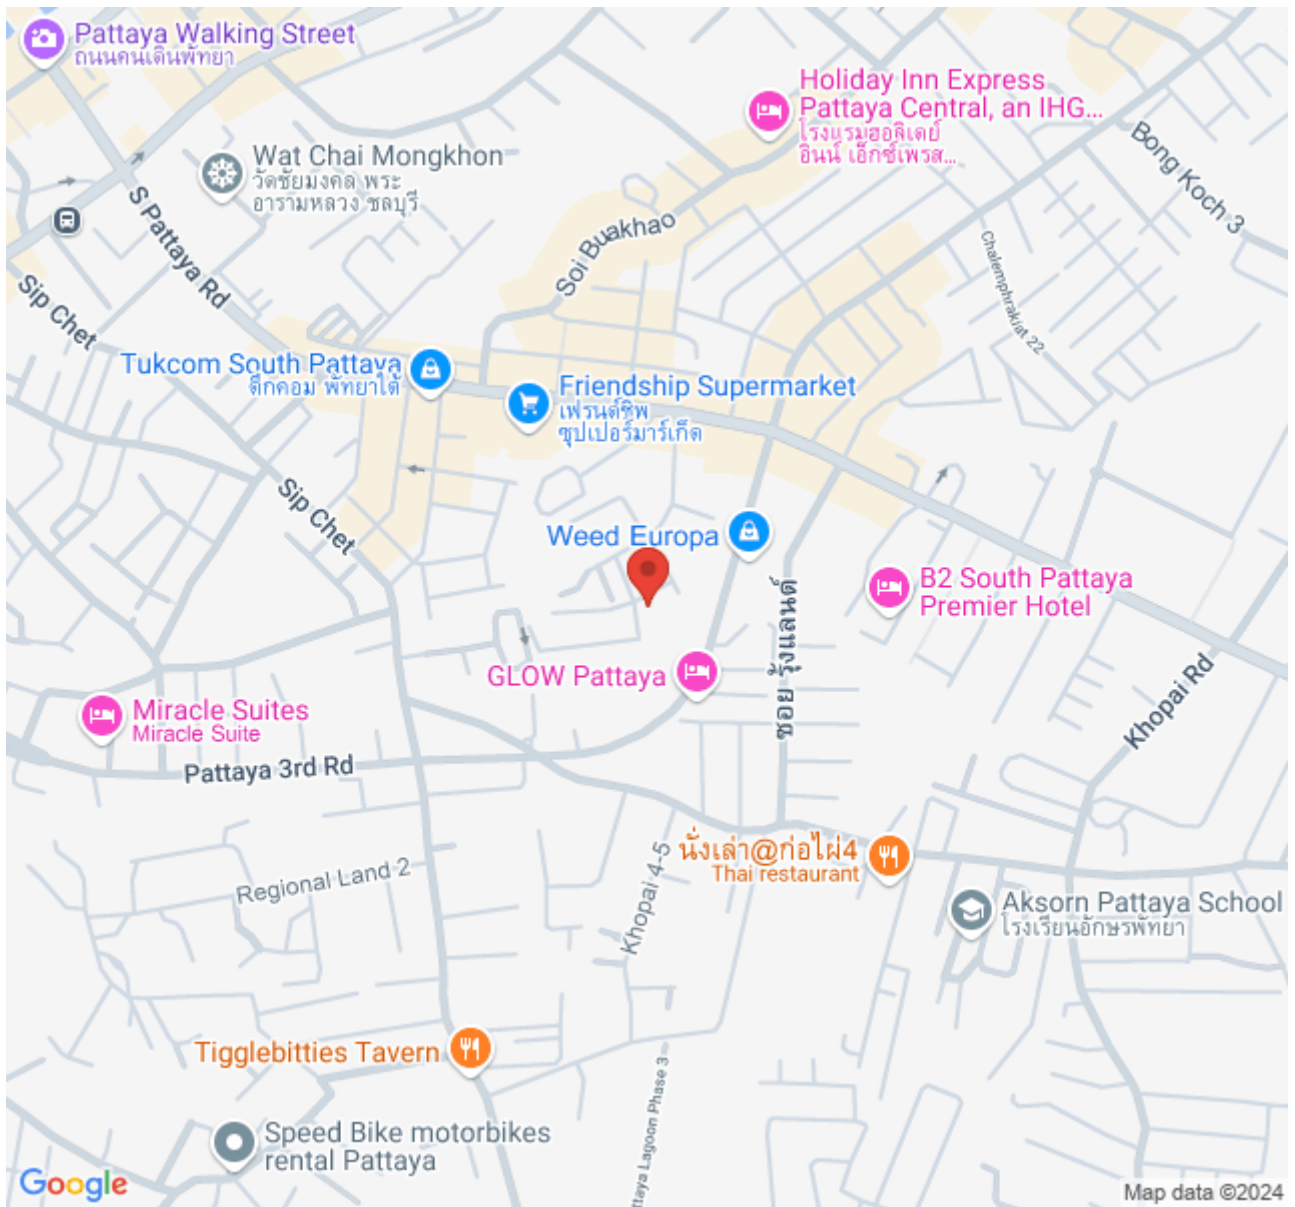 Pattaya Walking Street
ถนนคนเดินพัทยา
Holiday Inn Express
Pattaya Central, an IHG...
โรงแรมฮอลิเดย์
อินน์ เอ็กซ์เพรส...
Bong Koch 3
Wat Chai Mongkhon
วัดชัยมงคล พระ
อารามหลวง ชลบุรี
S Pattaya Rd
Soi Buakhao
Chalermphrakiat 22
Sip Chet
Tukcom South Pattaya
ตึกคอม พัทยาใต้
Friendship Supermarket
เฟรนด์ชิพ
ซุปเปอร์มาร์เก็ต
Sip Chet
Weed Europa
B2 South Pattaya
Premier Hotel
ซอย รุ้งแลนด์
GLOW Pattaya
Khopai Rd
Miracle Suites
Miracle Suite
Pattaya 3rd Rd
นั่งเล่า@ก่อไผ่4
Thai restaurant
Regional Land 2
Khopai 4-5
Aksorn Pattaya School
โรงเรียนอักษรพัทยา
Tigglebitties Tavern
ttaya Lagoon Phase 3
Speed Bike motorbikes
rental Pattaya
Google
Map data ©2024